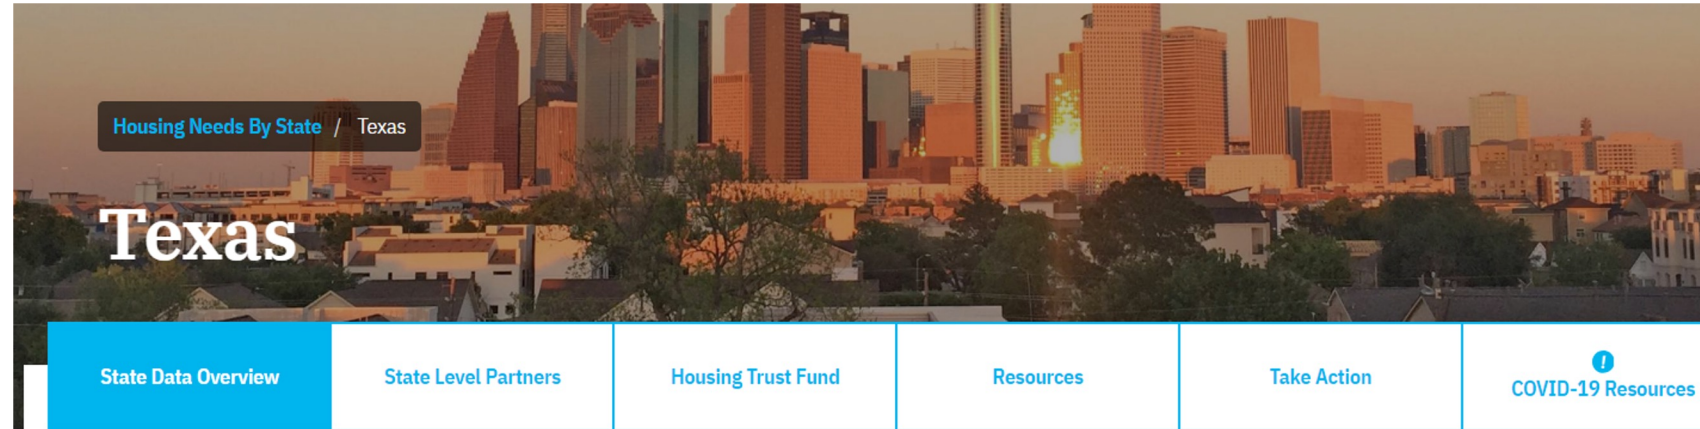 Housing Needs By State / Texas
Texas
State Data Overview
State Level Partners
Housing Trust Fund
Resources
Take Action
!
COVID-19 Resources